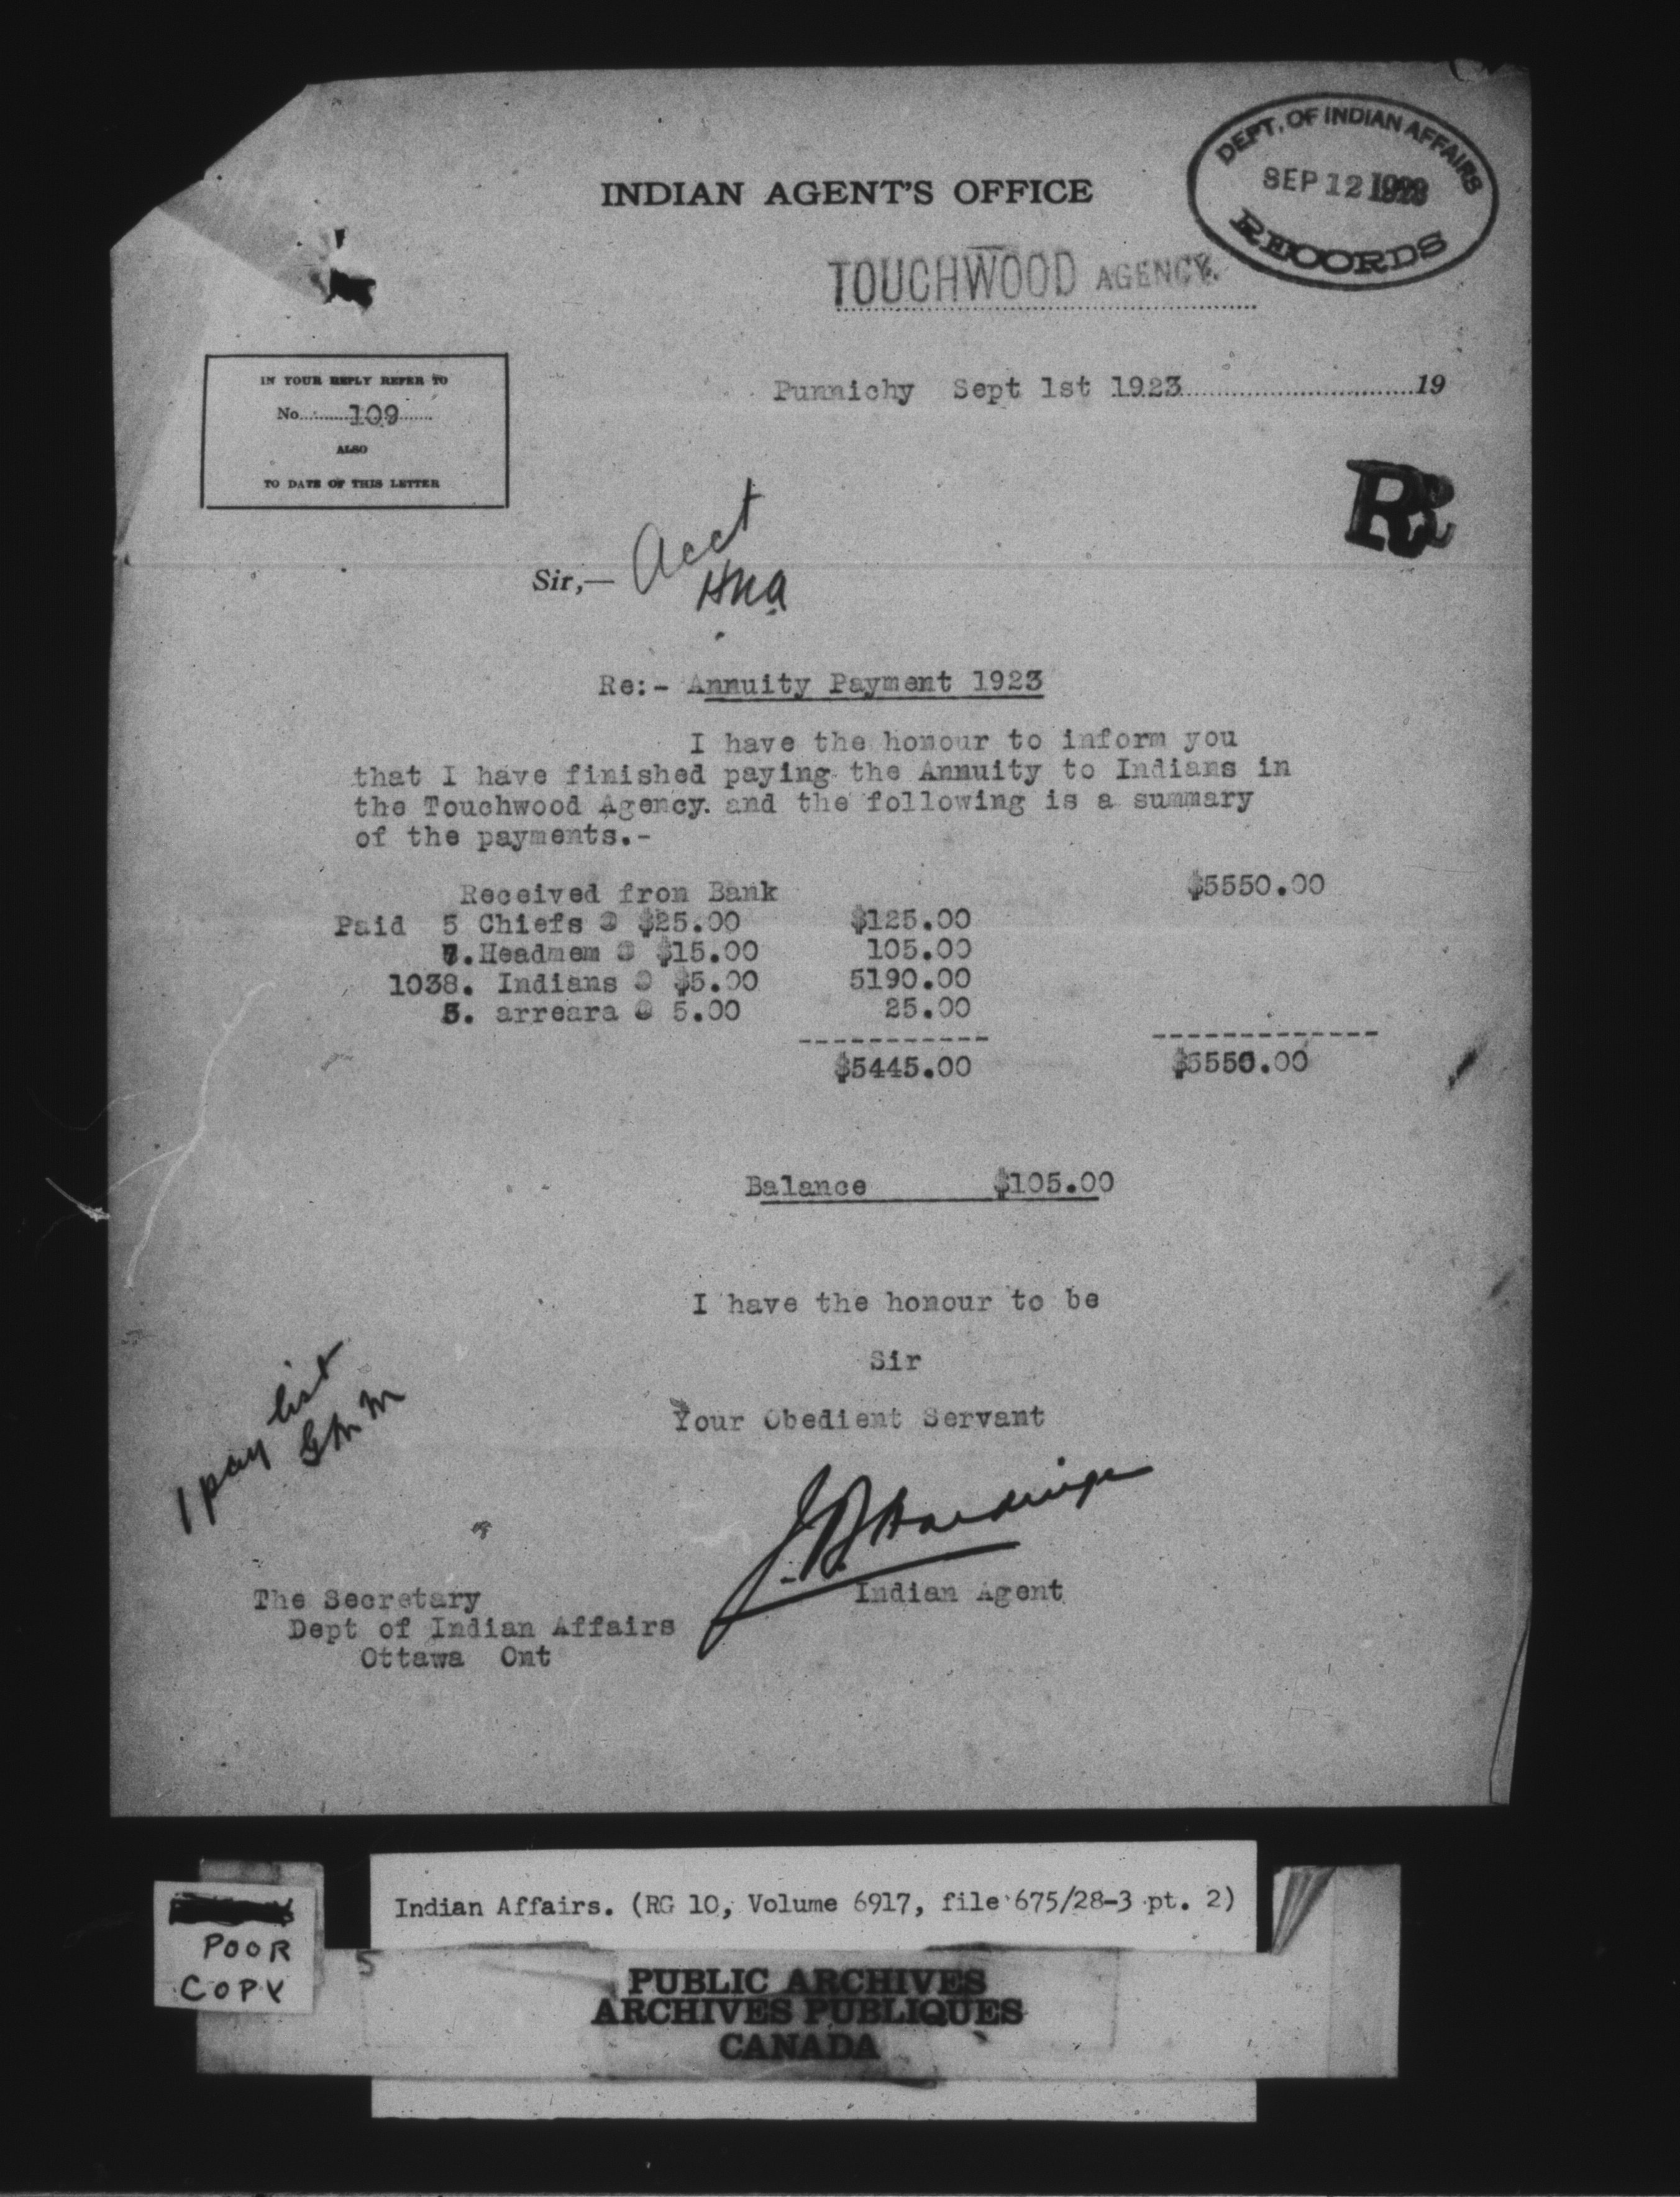 DEPT. OF INDIAN AFFAIRS
SEP 12 1923
RECORDS
INDIAN AGENT'S OFFICE
TOUCHWOOD AGENCY.
IN YOUR REPLY REFER TO
No. 109
ALSO
TO DATE OF THIS LETTER
Punnichy Sept 1st 1923 19
Acct
Sir,—
Re:- Annuity Payment 1923
I have the honour to inform you
that I have finished paying the Annuity to Indians in
the Touchwood Agency. and the following is a summary
of the payments.-
Received from Bank $5550.00
Paid 5 Chiefs @ $25.00 $125.00
7. Headmen @ $15.00 105.00
1038. Indians @ $5.00 5190.00
5. arreara @ 5.00 25.00
$5445.00 $5550.00
Balance $105.00
I have the honour to be
Sir
Your Obedient Servant
1 pay list
Indian Agent
The Secretary
Dept of Indian Affairs
Ottawa Ont
Indian Affairs. (RG 10, Volume 6917, file 675/28-3 pt. 2)
POOR
COPY
5
PUBLIC ARCHIVES
ARCHIVES PUBLIQUES
CANADA